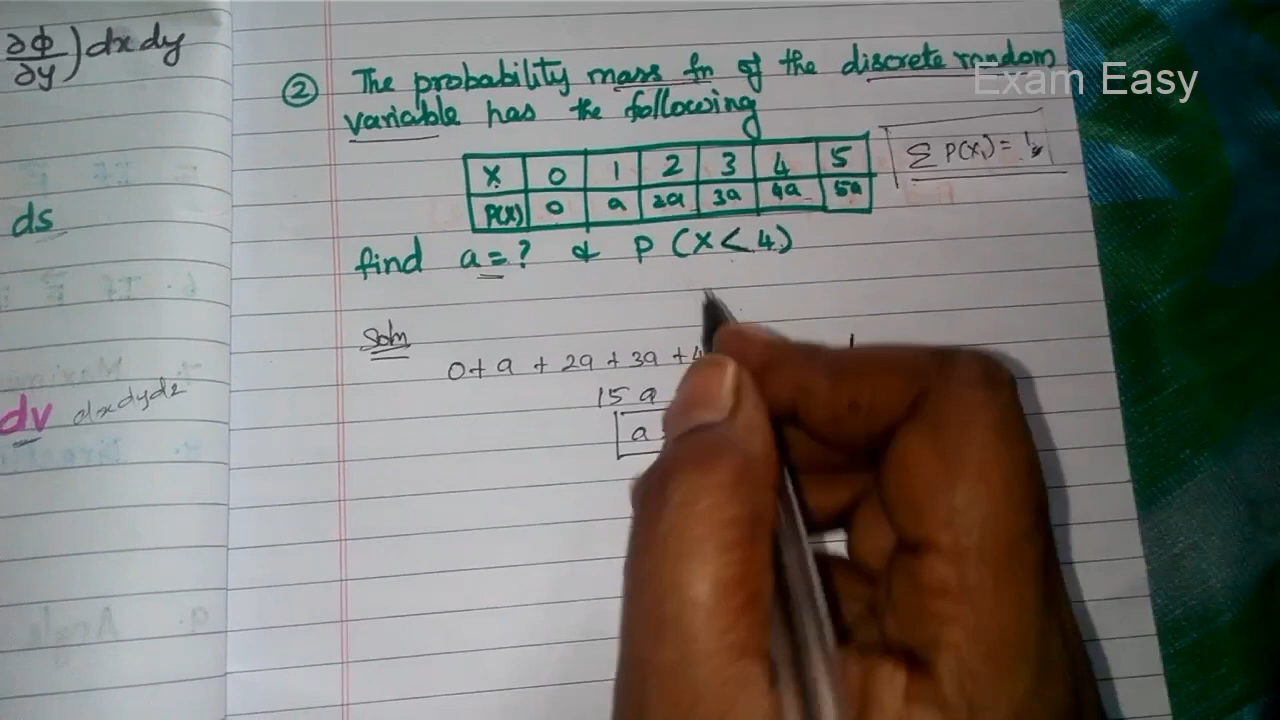 ∂Φ/∂y) dx dy
ds
dv dxdydz
② The probability mass fn of the discrete random
variable has the following
X 0 1 2 3 4 5
P(X) 0 a 2a 3a 4a 5a
Σ P(Xi) = 1
find a = ? & P (X < 4)
Soln
0 + a + 2a + 3a + 4
15 a
a
Exam Easy